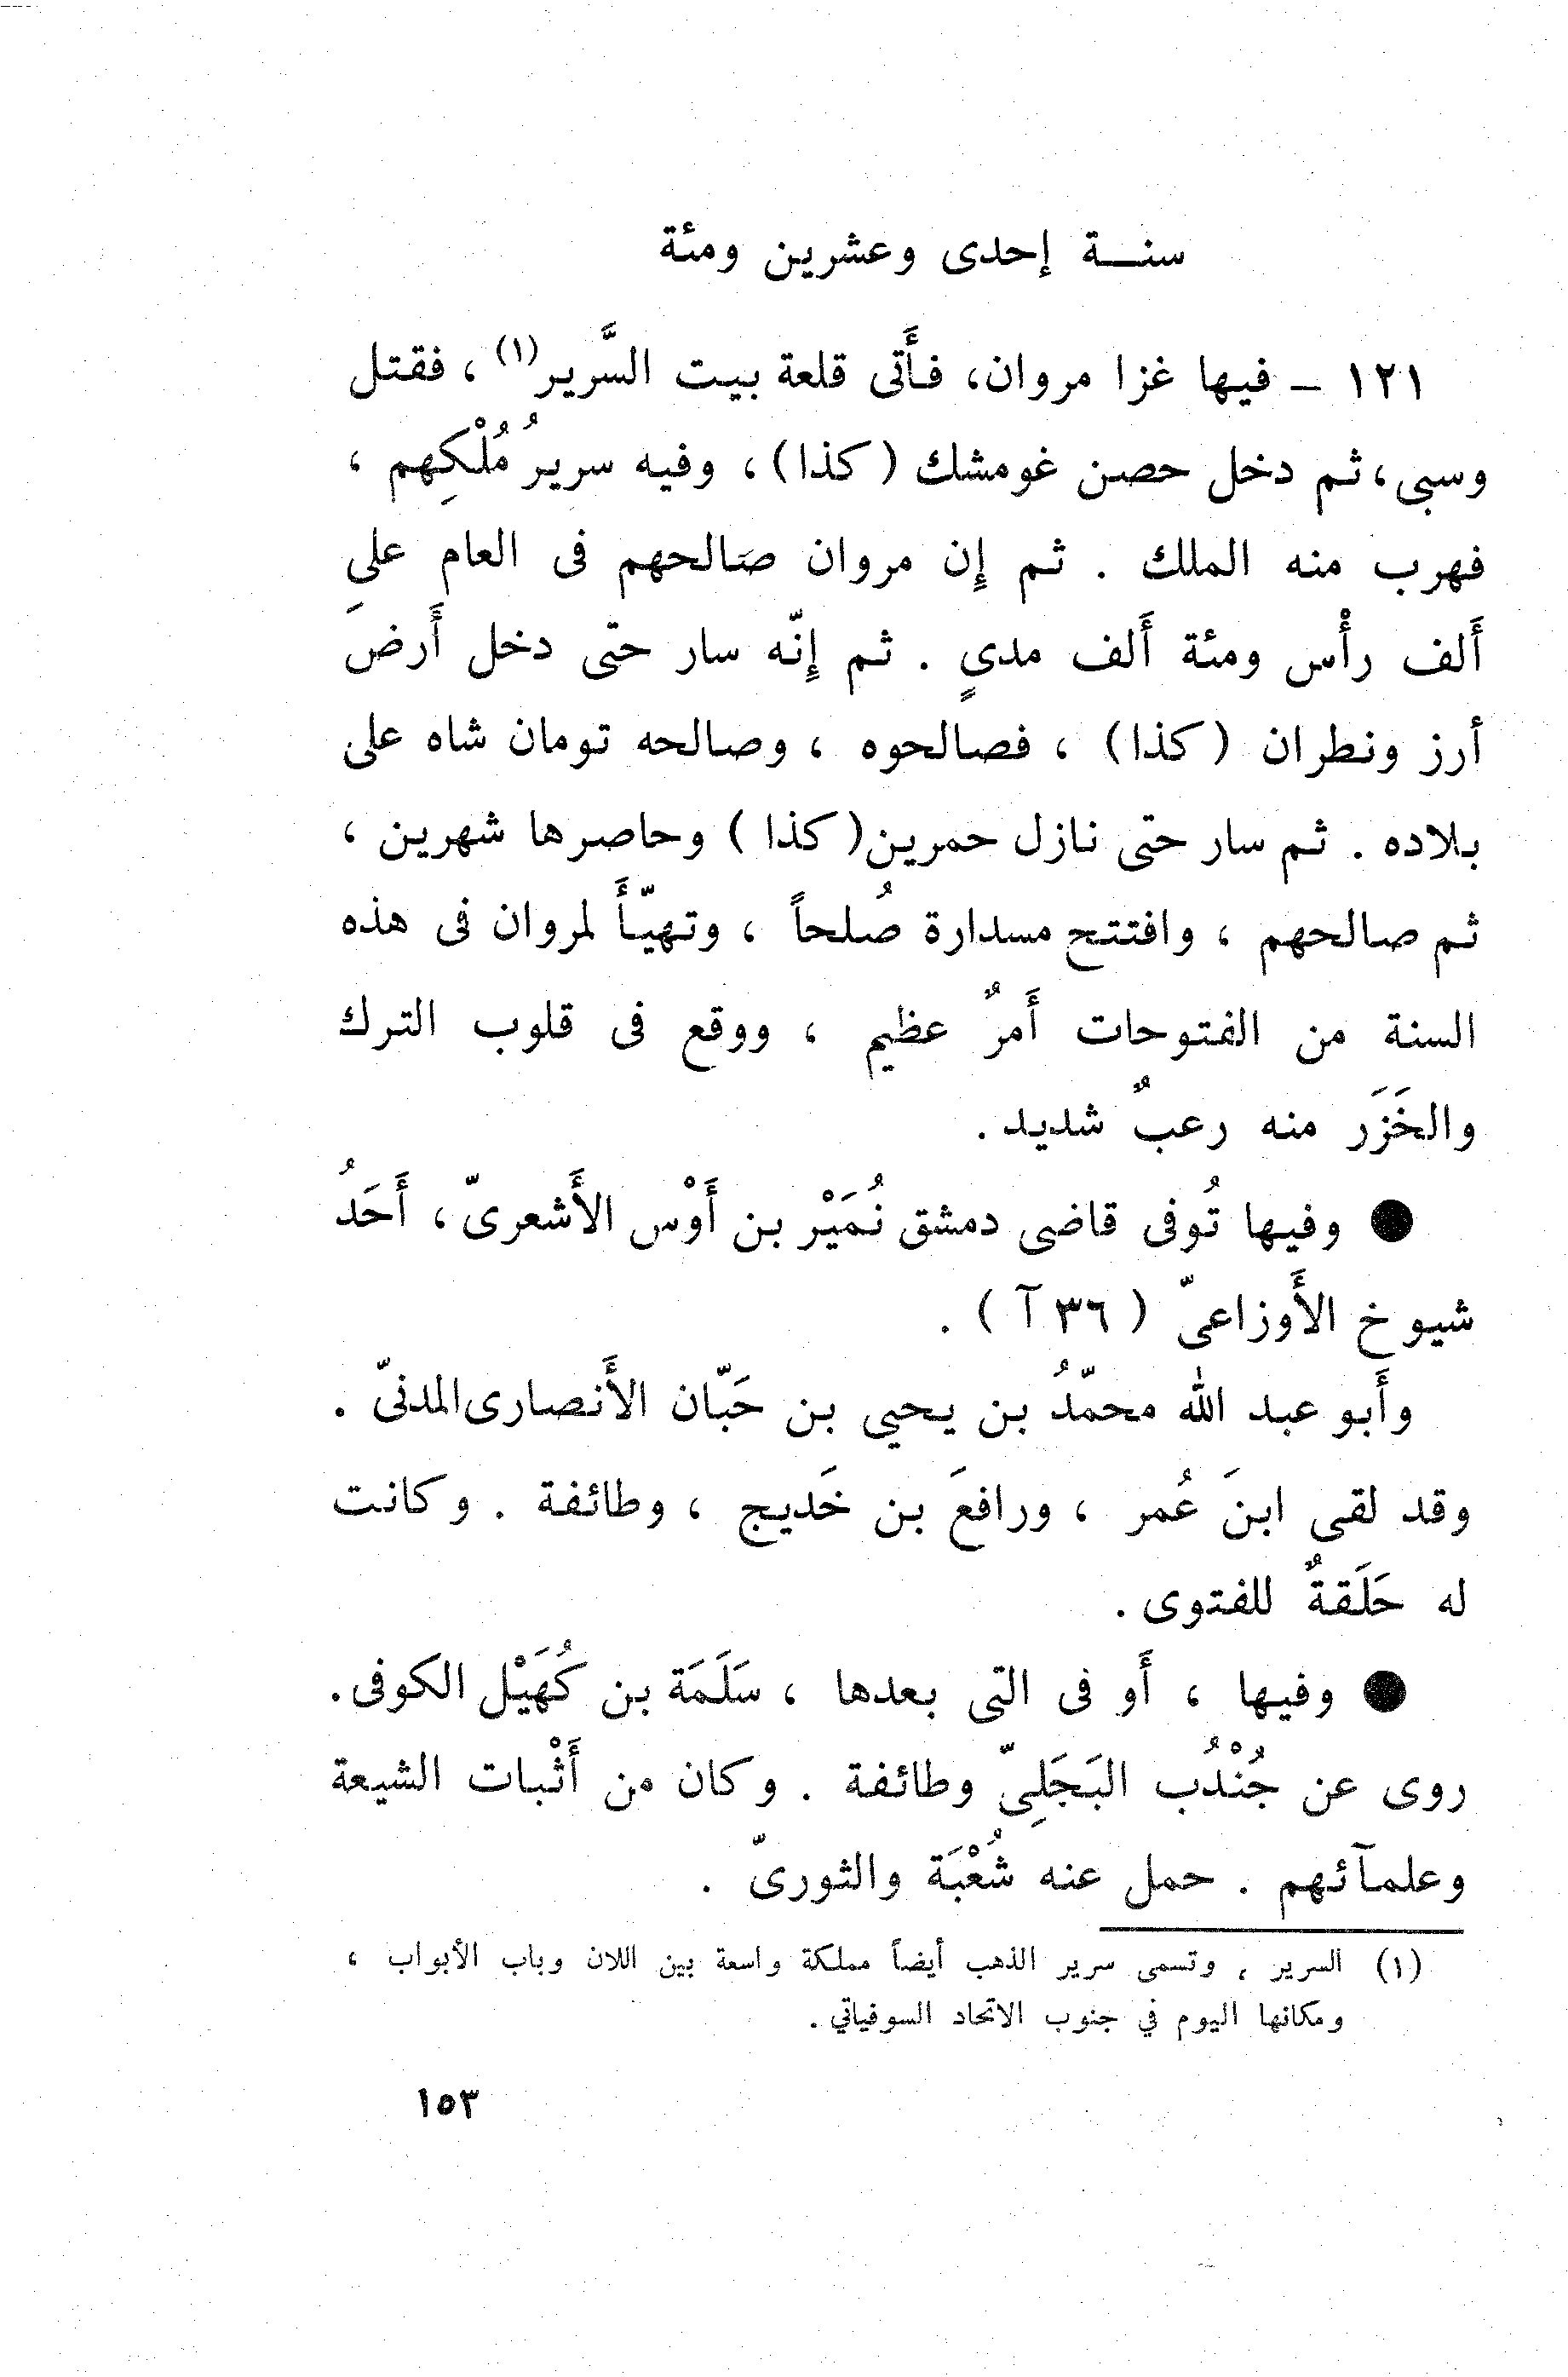 سنـــة إحدى وعشرين ومئة
١٢١ – فيها غزا مروان، فأَتى قلعة بيت السَّرير(١) ، فقتل
وسبى، ثم دخل حصن غومشك ( كذا) ، وفيه سريرُ مُلْكِهم ،
فهرب منه الملك . ثم إِن مروان صَالحهم فى العام على
أَلف رأْس ومئة أَلف مدىٍ . ثم إِنّه سار حتّى دخل أَرضَ
أرز ونطران ( كذا) ، فصالحوه ، وصالحه تومان شاه على
بلاده . ثم سار حتى نازل حمرين( كذا ) وحاصرها شهرين ،
ثم صالحهم ، وافتتح مسدارة صُلحاً ، وتهيّأَ لمروان فى هذه
السنة من الفتوحات أَمرٌ عظيم ، ووقع فى قلوب الترك
والخَزَر منه رعبٌ شديد .
● وفيها تُوفى قاضى دمشق نُمَيْر بن أَوْس الأَشعرىّ ، أَحَدُ
شيوخ الأَوزاعىّ ( ٣٦ آ ) .
وأَبو عبد الله محمّدُ بن يحيى بن حَبّان الأَنصارى المدنىّ .
وقد لقى ابنَ عُمر ، ورافعَ بن خَديج ، وطائفة . وكانت
له حَلَقةٌ للفتوى .
● وفيها ، أَو فى التى بعدها ، سَلَمَة بن كُهَيْل الكوفى .
روى عن جُنْدُب البَجَلِىّ وطائفة . وكان من أَثْبات الشيعة
وعلمآئهم . حمل عنه شُعْبَة والثورىّ .
(١) السرير ، وتسمى سرير الذهب أيضاً مملكة واسعة بين اللان وباب الأبواب ،
ومكانها اليوم في جنوب الاتحاد السوفياتي .
١٥٣